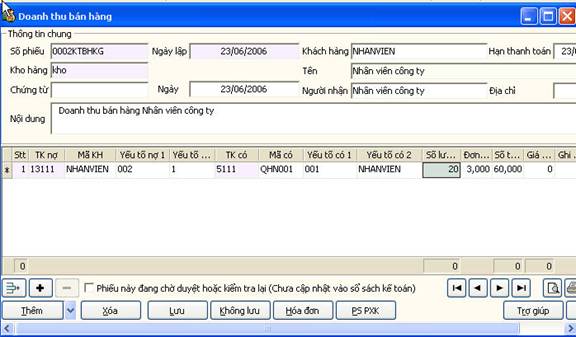 Doanh thu bán hàng
Thông tin chung
Số phiếu 0002KTBHKG Ngày lập 23/06/2006 Khách hàng NHANVIEN Hạn thanh toán 23/
Kho hàng kho Tên Nhân viên công ty
Chứng từ Ngày 23/06/2006 Người nhận Nhân viên công ty Địa chỉ
Nội dung Doanh thu bán hàng Nhân viên công ty
Stt TK nợ Mã KH Yếu tố nợ 1 Yếu tố ... TK có Mã có Yếu tố có 1 Yếu tố có 2 Số lư... Đơn... Số t... Giá ... Ghi
* 1 13111 NHANVIEN 002 1 5111 QHN001 001 NHANVIEN 20 3,000 60,000 0
0 0 0 0
Phiếu này đang chờ duyệt hoặc kiểm tra lại (Chưa cập nhật vào sổ sách kế toán)
Thêm Xóa Lưu Không lưu Hóa đơn PS PXK Trợ giúp